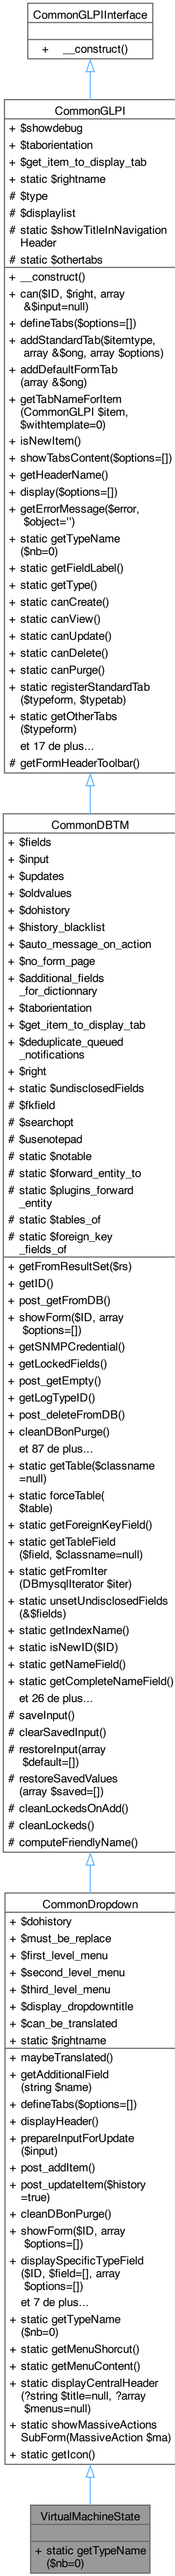 CommonGLPIInterface
+ __construct()
CommonGLPI
+ $showdebug
+ $taborientation
+ $get_item_to_display_tab
+ static $rightname
# $type
# $displaylist
# static $showTitleInNavigation
Header
# static $othertabs
+ __construct()
+ can($ID, $right, array
&$input=null)
+ defineTabs($options=[])
+ addStandardTab($itemtype,
array &$ong, array $options)
+ addDefaultFormTab
(array &$ong)
+ getTabNameForItem
(CommonGLPI $item,
$withtemplate=0)
+ isNewItem()
+ showTabsContent($options=[])
+ getHeaderName()
+ display($options=[])
+ getErrorMessage($error,
$object='')
+ static getTypeName
($nb=0)
+ static getFieldLabel()
+ static getType()
+ static canCreate()
+ static canView()
+ static canUpdate()
+ static canDelete()
+ static canPurge()
+ static registerStandardTab
($typeform, $typetab)
+ static getOtherTabs
($typeform)
et 17 de plus...
# getFormHeaderToolbar()
CommonDBTM
+ $fields
+ $input
+ $updates
+ $oldvalues
+ $dohistory
+ $history_blacklist
+ $auto_message_on_action
+ $no_form_page
+ $additional_fields
_for_dictionnary
+ $taborientation
+ $get_item_to_display_tab
+ $deduplicate_queued
_notifications
+ $right
+ static $undisclosedFields
# $fkfield
# $searchopt
# $usenotepad
# static $notable
# static $forward_entity_to
# static $plugins_forward
_entity
# static $tables_of
# static $foreign_key
_fields_of
+ getFromResultSet($rs)
+ getID()
+ post_getFromDB()
+ showForm($ID, array
$options=[])
+ getSNMPCredential()
+ getLockedFields()
+ post_getEmpty()
+ getLogTypeID()
+ post_deleteFromDB()
+ cleanDBonPurge()
et 87 de plus...
+ static getTable($classname
=null)
+ static forceTable(
$table)
+ static getForeignKeyField()
+ static getTableField
($field, $classname=null)
+ static getFromIter
(DBmysqlIterator $iter)
+ static unsetUndisclosedFields
(&$fields)
+ static getIndexName()
+ static isNewID($ID)
+ static getNameField()
+ static getCompleteNameField()
et 26 de plus...
# saveInput()
# clearSavedInput()
# restoreInput(array
$default=[])
# restoreSavedValues
(array $saved=[])
# cleanLockedsOnAdd()
# cleanLockeds()
# computeFriendlyName()
CommonDropdown
+ $dohistory
+ $must_be_replace
+ $first_level_menu
+ $second_level_menu
+ $third_level_menu
+ $display_dropdowntitle
+ $can_be_translated
+ static $rightname
+ maybeTranslated()
+ getAdditionalField
(string $name)
+ defineTabs($options=[])
+ displayHeader()
+ prepareInputForUpdate
($input)
+ post_addItem()
+ post_updateItem($history
=true)
+ cleanDBonPurge()
+ showForm($ID, array
$options=[])
+ displaySpecificTypeField
($ID, $field=[], array
$options=[])
et 7 de plus...
+ static getTypeName
($nb=0)
+ static getMenuShorcut()
+ static getMenuContent()
+ static displayCentralHeader
(?string $title=null, ?array
$menus=null)
+ static showMassiveActions
SubForm(MassiveAction $ma)
+ static getIcon()
VirtualMachineState
+ static getTypeName
($nb=0)